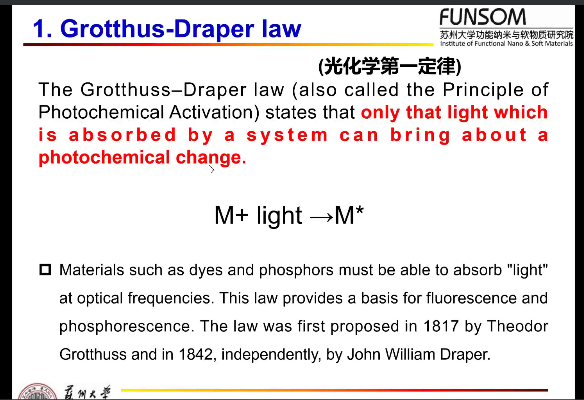 1. Grotthus-Draper law
FUNSOM
苏州大学功能纳米与软物质研究院
Institute of Functional Nano & Soft Materials
(光化学第一定律)
The Grotthuss–Draper law (also called the Principle of
Photochemical Activation) states that only that light which
is absorbed by a system can bring about a
photochemical change.
M+ light →M*
Materials such as dyes and phosphors must be able to absorb "light"
at optical frequencies. This law provides a basis for fluorescence and
phosphorescence. The law was first proposed in 1817 by Theodor
Grotthuss and in 1842, independently, by John William Draper.
苏州大学